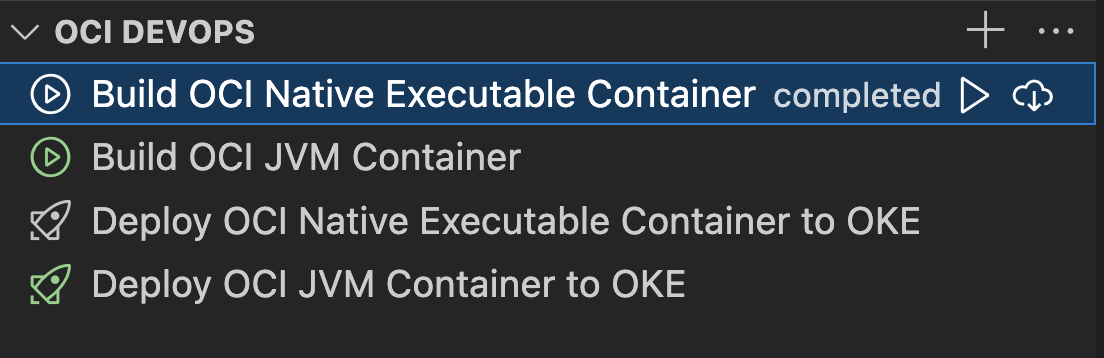 OCI DEVOPS
Build OCI Native Executable Container completed
Build OCI JVM Container
Deploy OCI Native Executable Container to OKE
Deploy OCI JVM Container to OKE